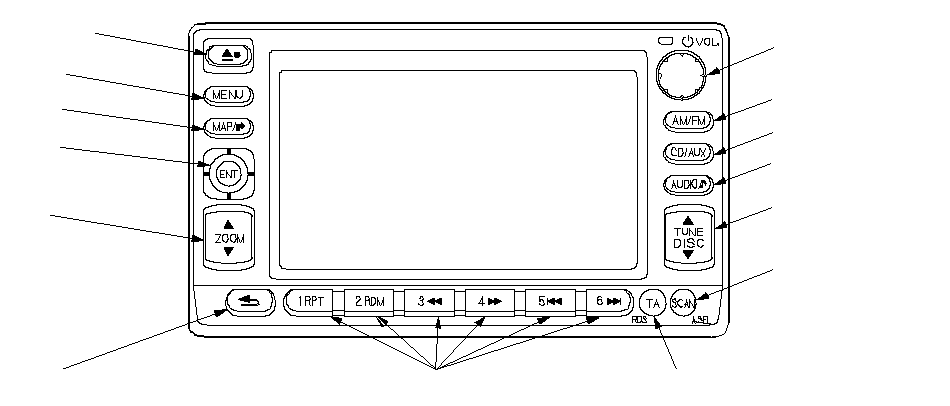 VOL.
MENU
AM/FM
MAP/
CD/AUX
ENT
AUDIO
ZOOM
TUNE
DISC
1 RPT
2 RDM
3
4
5
6
TA
SCAN
RDS
A.SEL